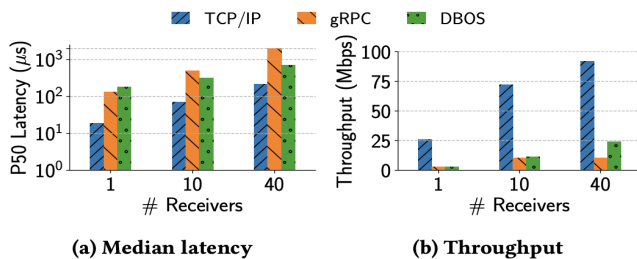 TCP/IP gRPC DBOS
P50 Latency (μs)
10³
10²
10¹
10⁰
1 10 40
# Receivers
(a) Median latency
Throughput (Mbps)
100
75
50
25
0
1 10 40
# Receivers
(b) Throughput